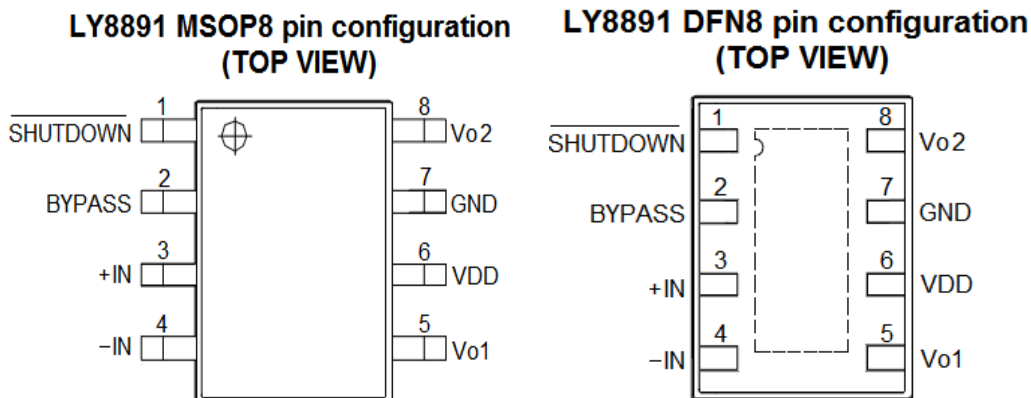 LY8891 MSOP8 pin configuration
(TOP VIEW)
1
8
SHUTDOWN
Vo2
2
7
BYPASS
GND
3
6
+IN
VDD
4
5
−IN
Vo1
LY8891 DFN8 pin configuration
(TOP VIEW)
1
8
SHUTDOWN
Vo2
2
7
BYPASS
GND
3
6
+IN
VDD
4
5
−IN
Vo1